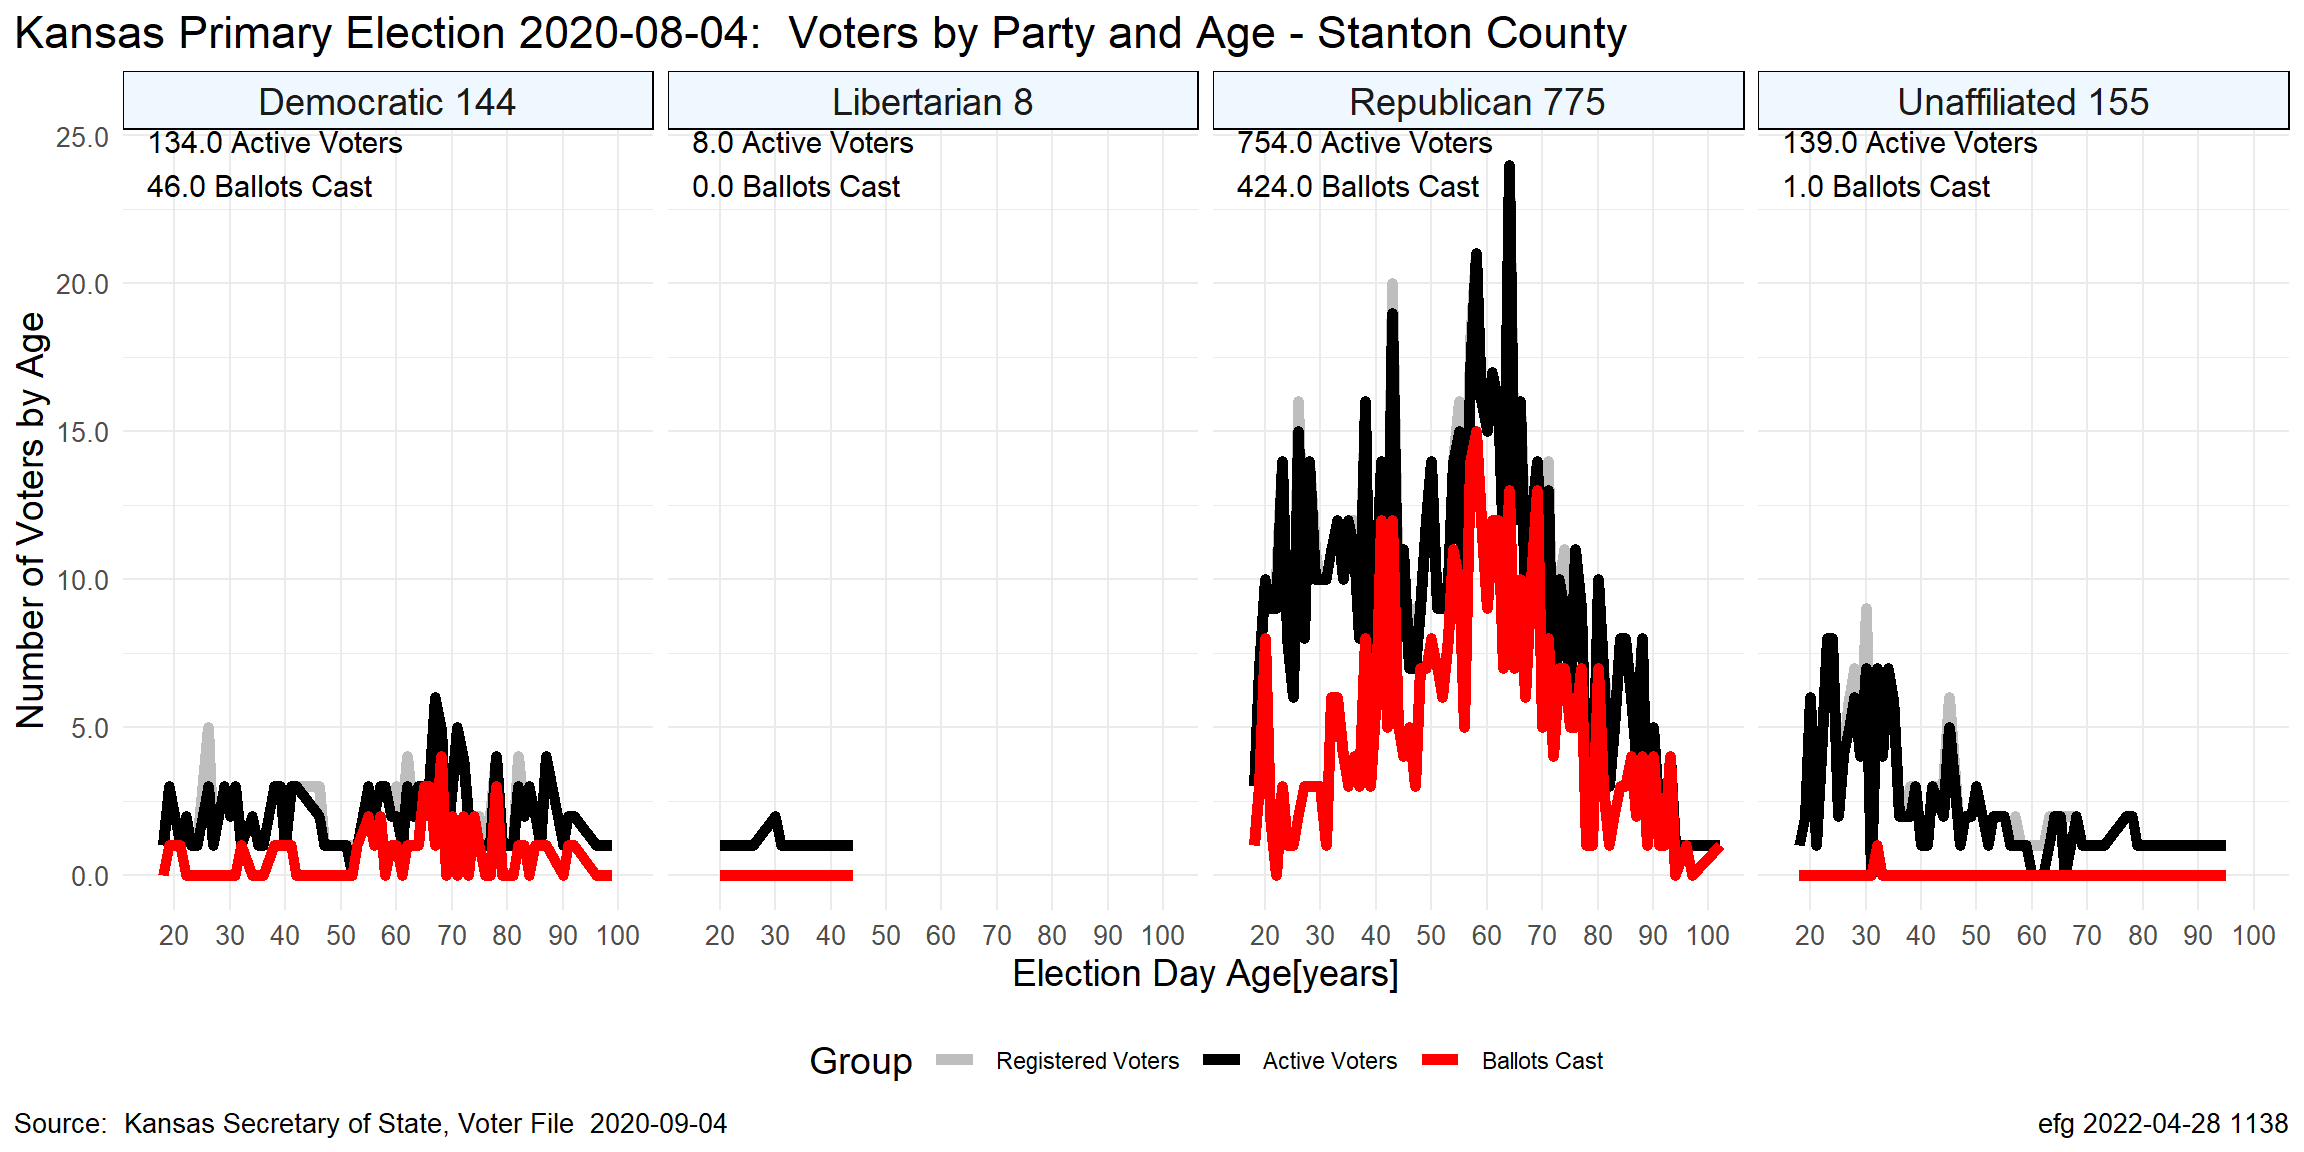 Kansas Primary Election 2020-08-04:  Voters by Party and Age - Stanton County
Democratic 144
Libertarian 8
Republican 775
Unaffiliated 155
134.0 Active Voters
46.0 Ballots Cast
8.0 Active Voters
0.0 Ballots Cast
754.0 Active Voters
424.0 Ballots Cast
139.0 Active Voters
1.0 Ballots Cast
Number of Voters by Age
25.0
20.0
15.0
10.0
5.0
0.0
20 30 40 50 60 70 80 90 100
20 30 40 50 60 70 80 90 100
20 30 40 50 60 70 80 90 100
20 30 40 50 60 70 80 90 100
Election Day Age[years]
Group Registered Voters Active Voters Ballots Cast
Source:  Kansas Secretary of State, Voter File  2020-09-04
efg 2022-04-28 1138